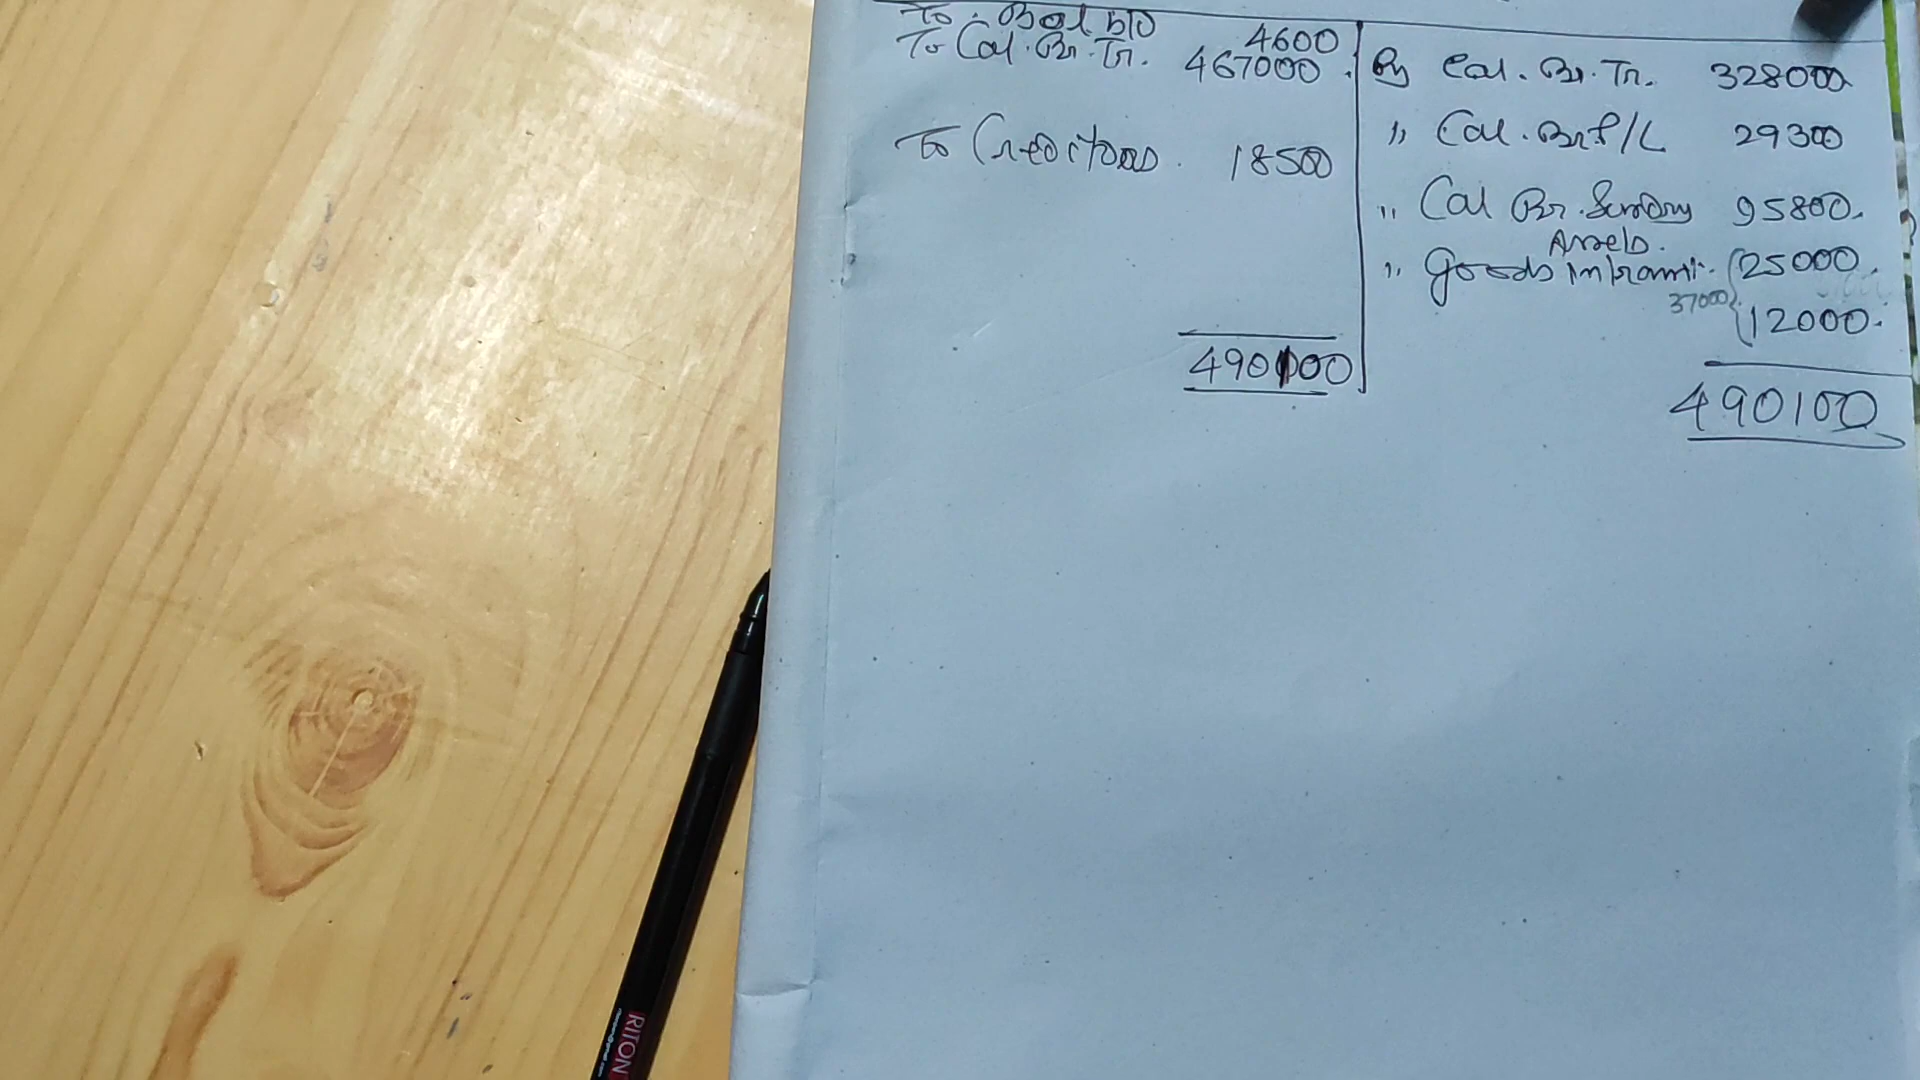 To Bal b/D 4600
To Cal. Br. Tr. 467000
To Creditors 18500
490100
By Cal. Br. Tr. 328000
" Cal. Br P/L 29300
" Cal Br. Sundry 95800
Assets.
" Goods in transit. 25000
37000 12000
490100
RITON